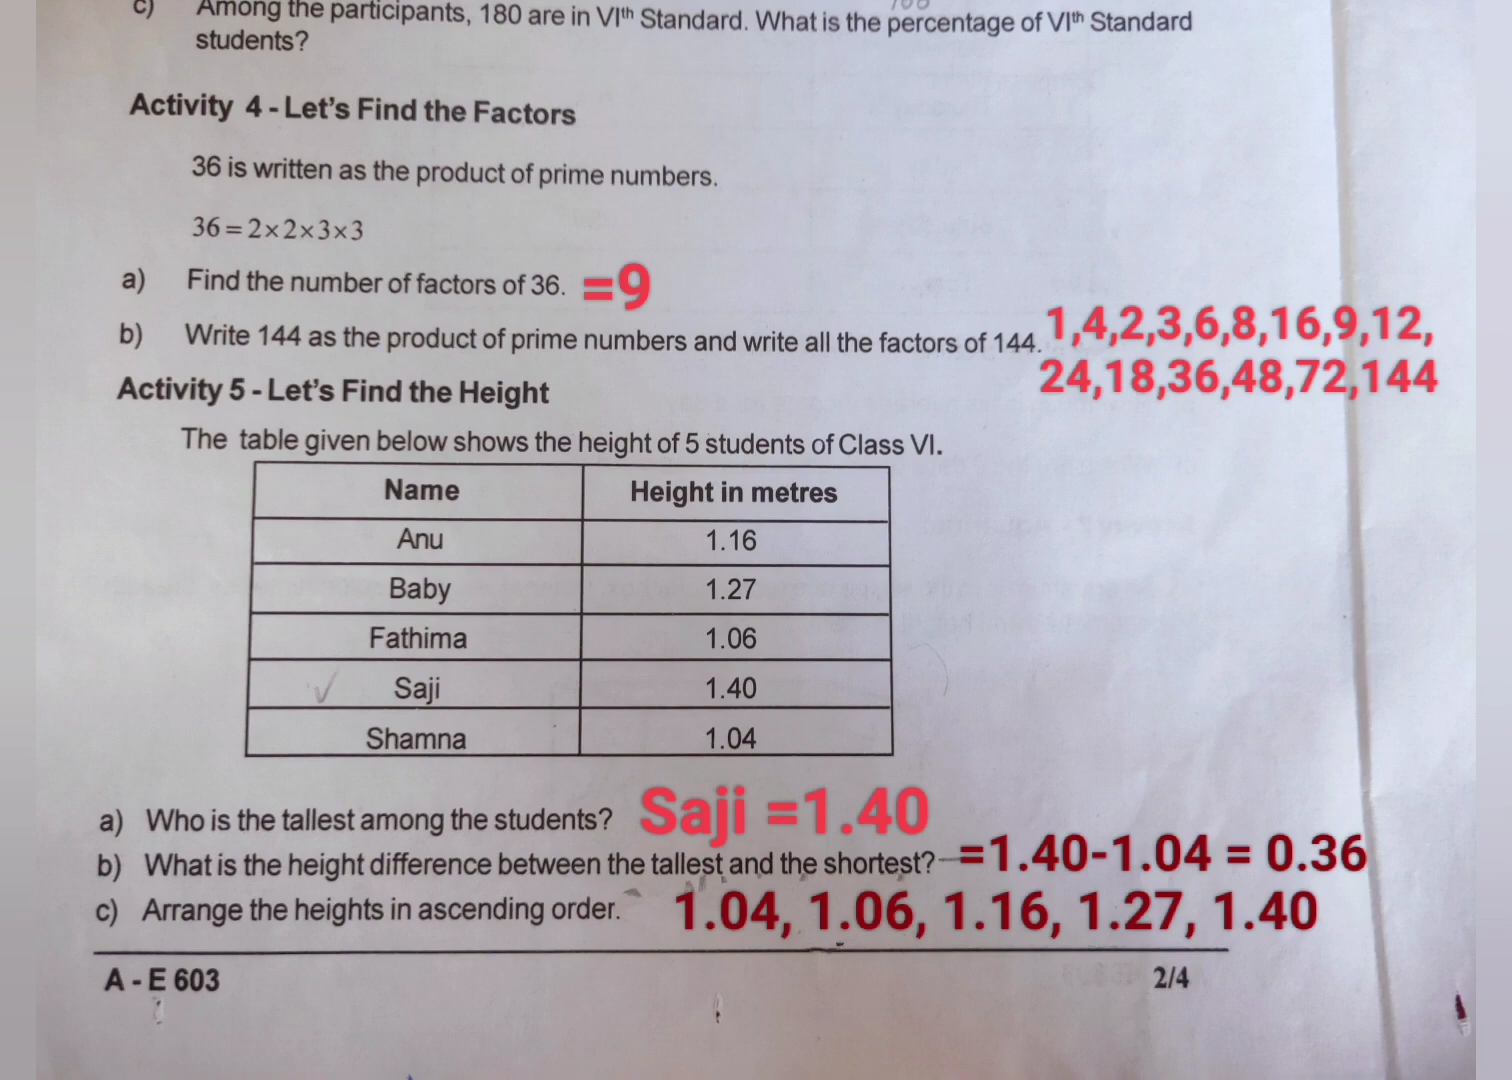 c) Among the participants, 180 are in VIth Standard. What is the percentage of VIth Standard
students?
Activity 4 - Let's Find the Factors
36 is written as the product of prime numbers.
36 = 2×2×3×3
a) Find the number of factors of 36. =9
b) Write 144 as the product of prime numbers and write all the factors of 144. 1,4,2,3,6,8,16,9,12,
24,18,36,48,72,144
Activity 5 - Let's Find the Height
The table given below shows the height of 5 students of Class VI.
Name Height in metres
Anu 1.16
Baby 1.27
Fathima 1.06
Saji 1.40
Shamna 1.04
a) Who is the tallest among the students? Saji =1.40
b) What is the height difference between the tallest and the shortest? =1.40-1.04 = 0.36
c) Arrange the heights in ascending order. 1.04, 1.06, 1.16, 1.27, 1.40
A - E 603 2/4